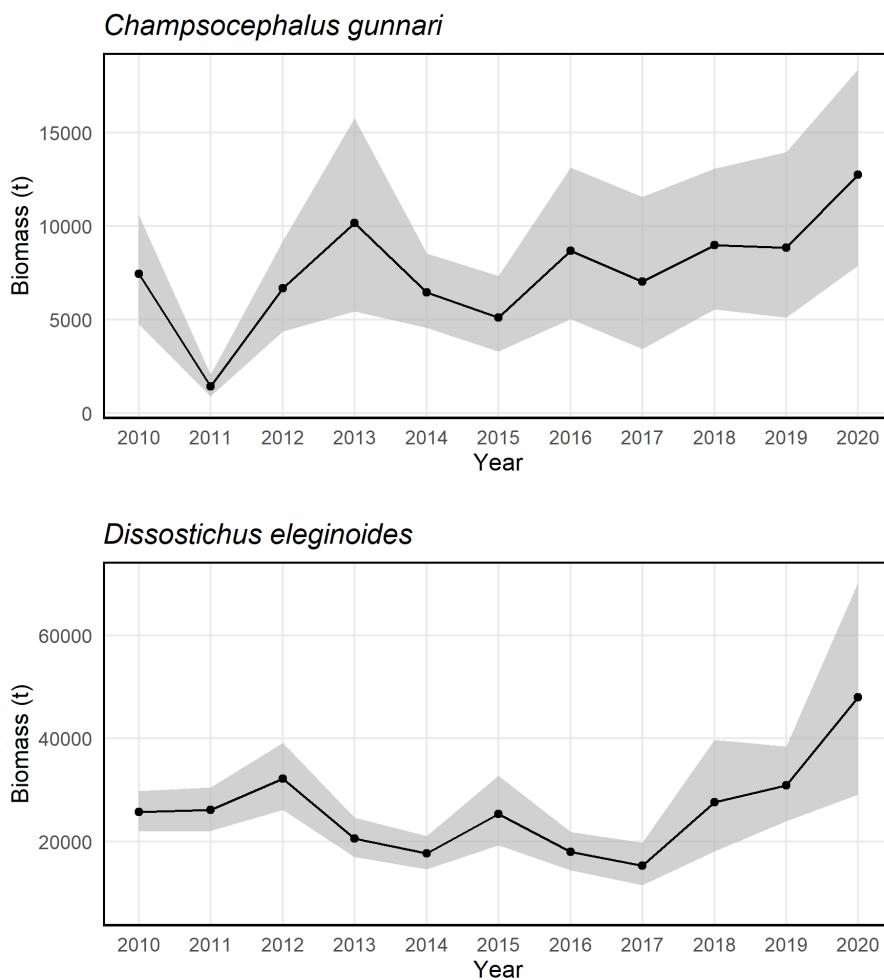 Champsocephalus gunnari
Biomass (t)
15000
10000
5000
0
2010 2011 2012 2013 2014 2015 2016 2017 2018 2019 2020
Year
Dissostichus eleginoides
Biomass (t)
60000
40000
20000
2010 2011 2012 2013 2014 2015 2016 2017 2018 2019 2020
Year